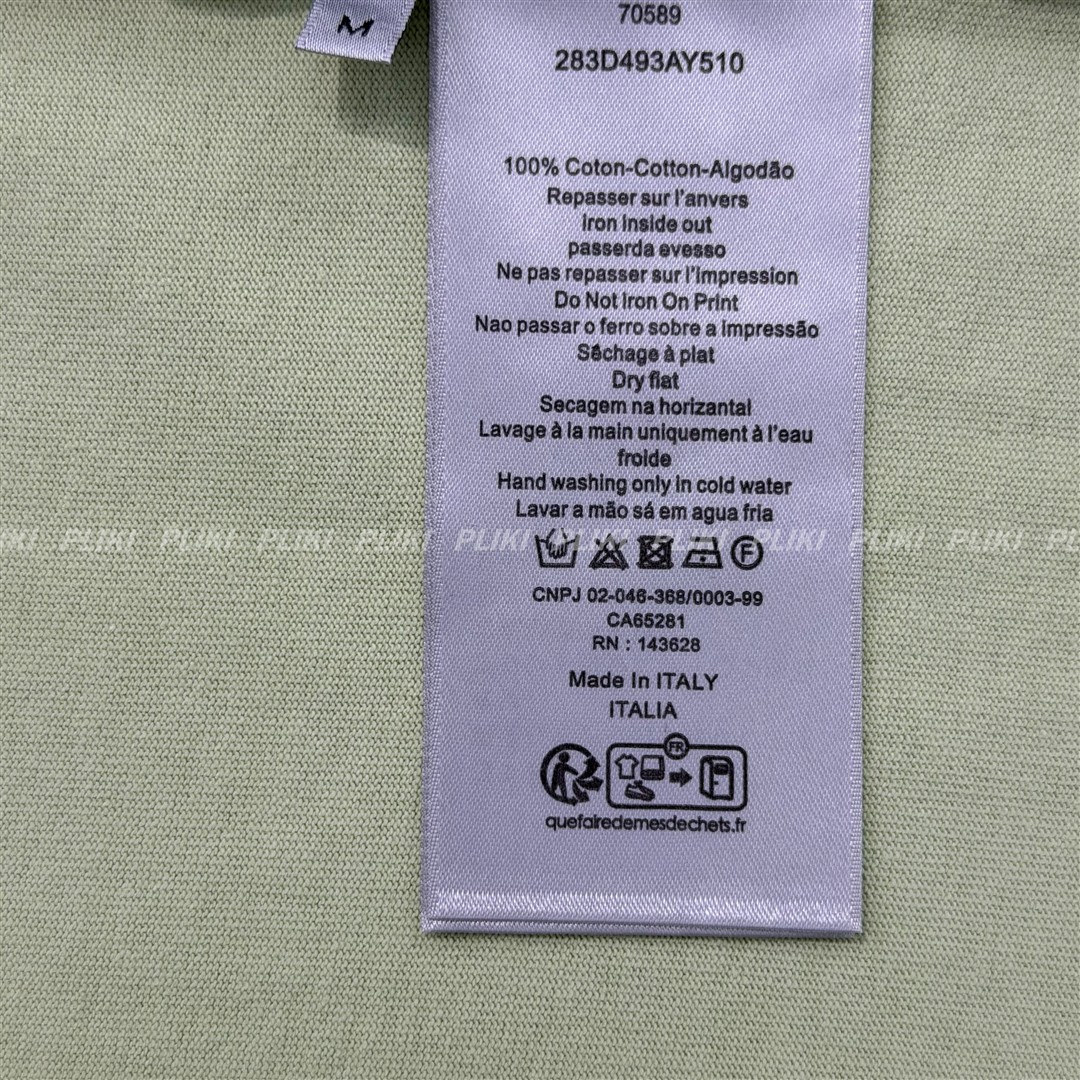 M
70589
283D493AY510
100% Coton-Cotton-Algodão
Repasser sur l'anvers
Iron inside out
passerda evesso
Ne pas repasser sur l'impression
Do Not Iron On Print
Nao passar o ferro sobre a impressão
Sêchage à plat
Dry flat
Secagem na horizantal
Lavage à la main uniquement à l'eau
froide
Hand washing only in cold water
Lavar a mão sá em agua fria
PLIKI PLIKI PLIKI PLIKI PLIKI PLIKI PLIKI PLIKI PLIKI PLIKI
F
CNPJ 02-046-368/0003-99
CA65281
RN : 143628
Made In ITALY
ITALIA
FR
quefairedemesdechets.fr